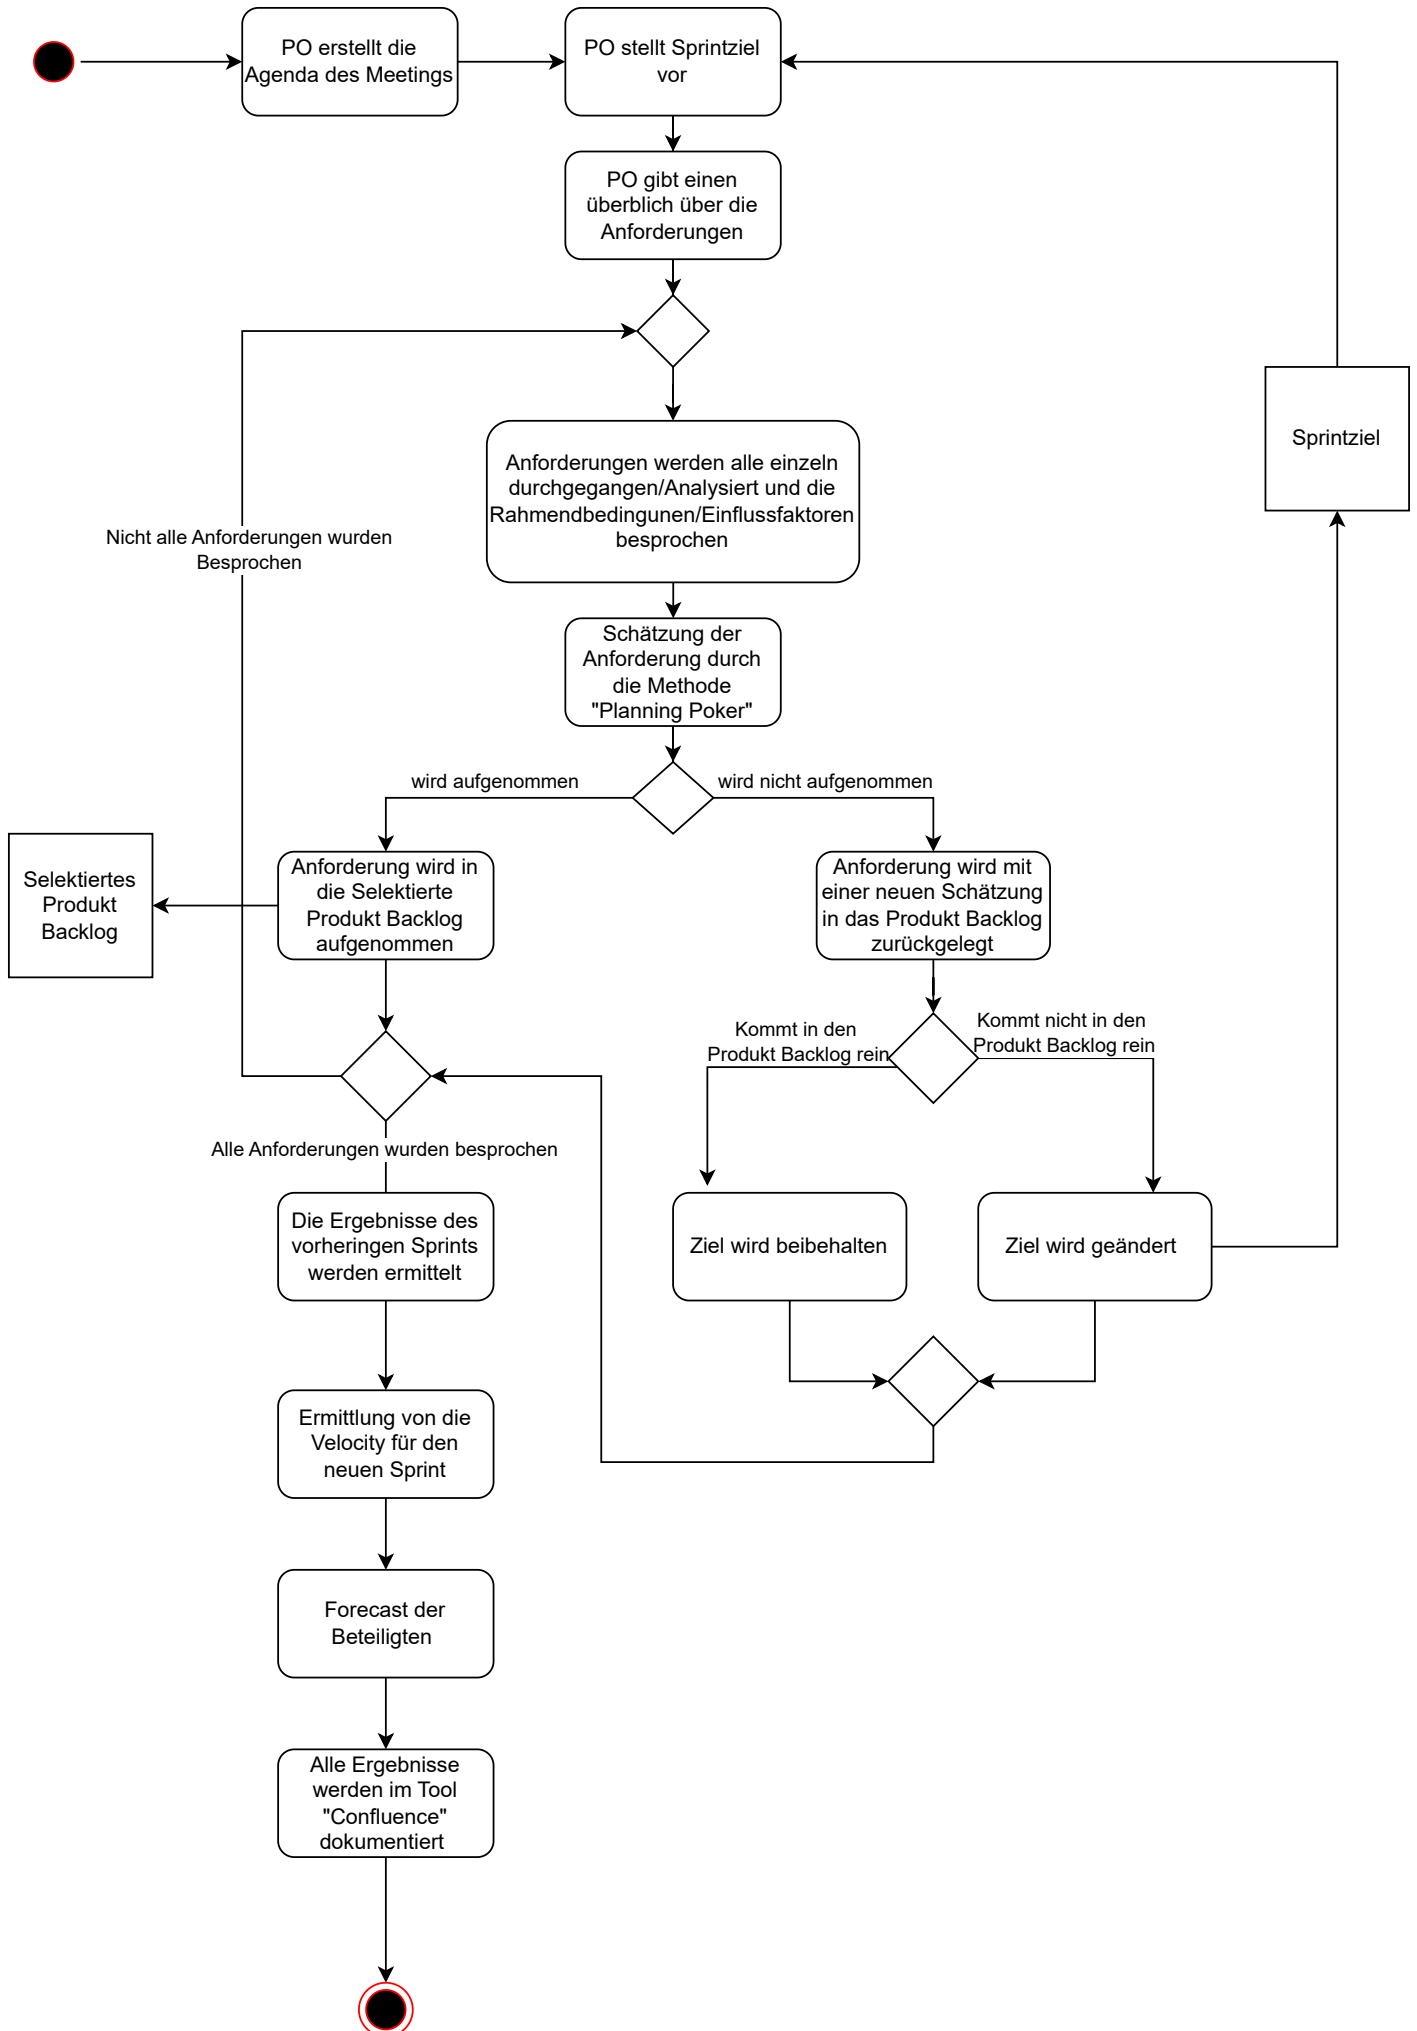 PO erstellt die
Agenda des Meetings
PO stellt Sprintziel
vor
PO gibt einen
überblich über die
Anforderungen
Sprintziel
Anforderungen werden alle einzeln
durchgegangen/Analysiert und die
Rahmendbedingunen/Einflussfaktoren
besprochen
Nicht alle Anforderungen wurden
Besprochen
Schätzung der
Anforderung durch
die Methode
"Planning Poker"
wird aufgenommen
wird nicht aufgenommen
Selektiertes
Produkt
Backlog
Anforderung wird in
die Selektierte
Produkt Backlog
aufgenommen
Anforderung wird mit
einer neuen Schätzung
in das Produkt Backlog
zurückgelegt
Kommt in den
Produkt Backlog rein
Kommt nicht in den
Produkt Backlog rein
Alle Anforderungen wurden besprochen
Die Ergebnisse des
vorheringen Sprints
werden ermittelt
Ziel wird beibehalten
Ziel wird geändert
Ermittlung von die
Velocity für den
neuen Sprint
Forecast der
Beteiligten
Alle Ergebnisse
werden im Tool
"Confluence"
dokumentiert